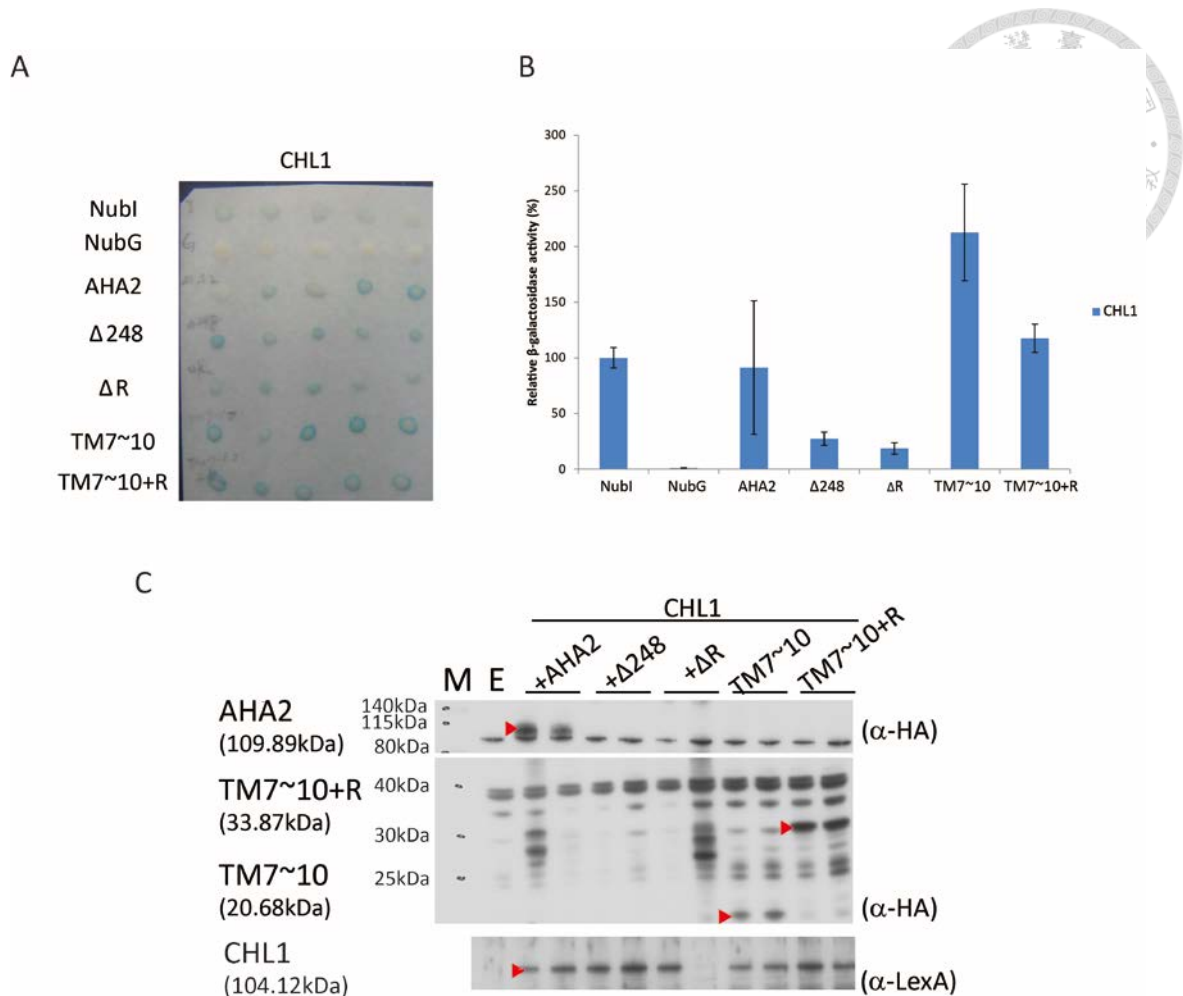 A
CHL1
NubI
NubG
AHA2
Δ248
ΔR
TM7~10
TM7~10+R
B
Relative β-galactosidase activity (%)
300
250
200
150
100
50
0
NubI NubG AHA2 Δ248 ΔR TM7~10 TM7~10+R
CHL1
C
CHL1
M E +AHA2 +Δ248 +ΔR TM7~10 TM7~10+R
AHA2
(109.89kDa)
140kDa
115kDa
80kDa
(α-HA)
TM7~10+R
(33.87kDa)
TM7~10
(20.68kDa)
40kDa
30kDa
25kDa
(α-HA)
CHL1
(104.12kDa)
(α-LexA)